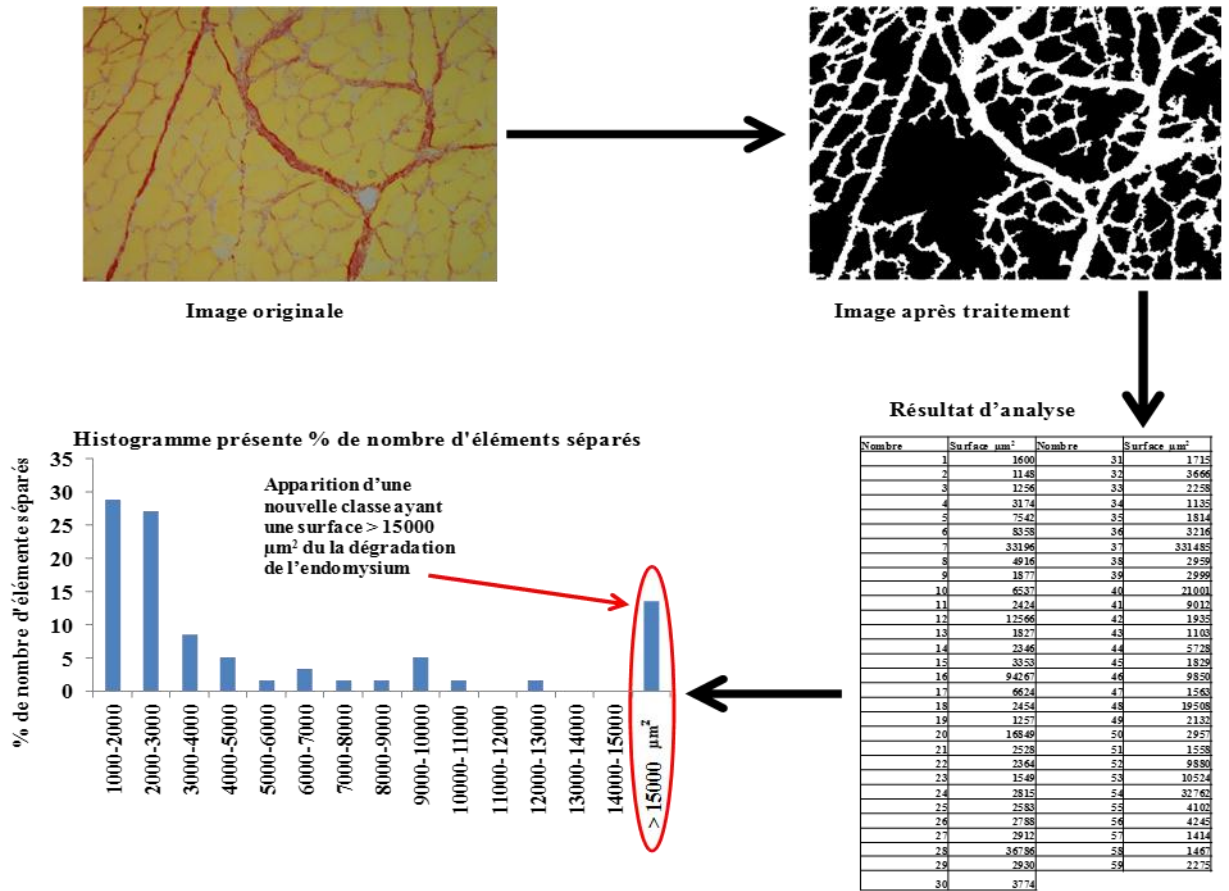 Image originale
Image après traitement
Résultat d'analyse
Nombre Surface µm² Nombre Surface µm²
1 1600 31 1715
2 1148 32 3666
3 1256 33 2258
4 3174 34 1135
5 7542 35 1814
6 8358 36 3216
7 33196 37 331485
8 4916 38 2959
9 1877 39 2999
10 6537 40 21001
11 2424 41 9012
12 12566 42 1935
13 1827 43 1103
14 2346 44 5728
15 3353 45 1829
16 94267 46 9850
17 6624 47 1563
18 2454 48 19508
19 1257 49 2132
20 16849 50 2957
21 2528 51 1558
22 2364 52 9880
23 1549 53 10524
24 2815 54 32762
25 2583 55 4102
26 2788 56 4245
27 2912 57 1414
28 36786 58 1467
29 2930 59 2275
30 3774
Histogramme présente % de nombre d'éléments séparés
% de nombre d'élémente séparés
35
30
25
20
15
10
5
0
Apparition d'une
nouvelle classe ayant
une surface > 15000
µm² du la dégradation
de l'endomysium
1000-2000
2000-3000
3000-4000
4000-5000
5000-6000
6000-7000
7000-8000
8000-9000
9000-10000
10000-11000
11000-12000
12000-13000
13000-14000
14000-15000
> 15000 µm²